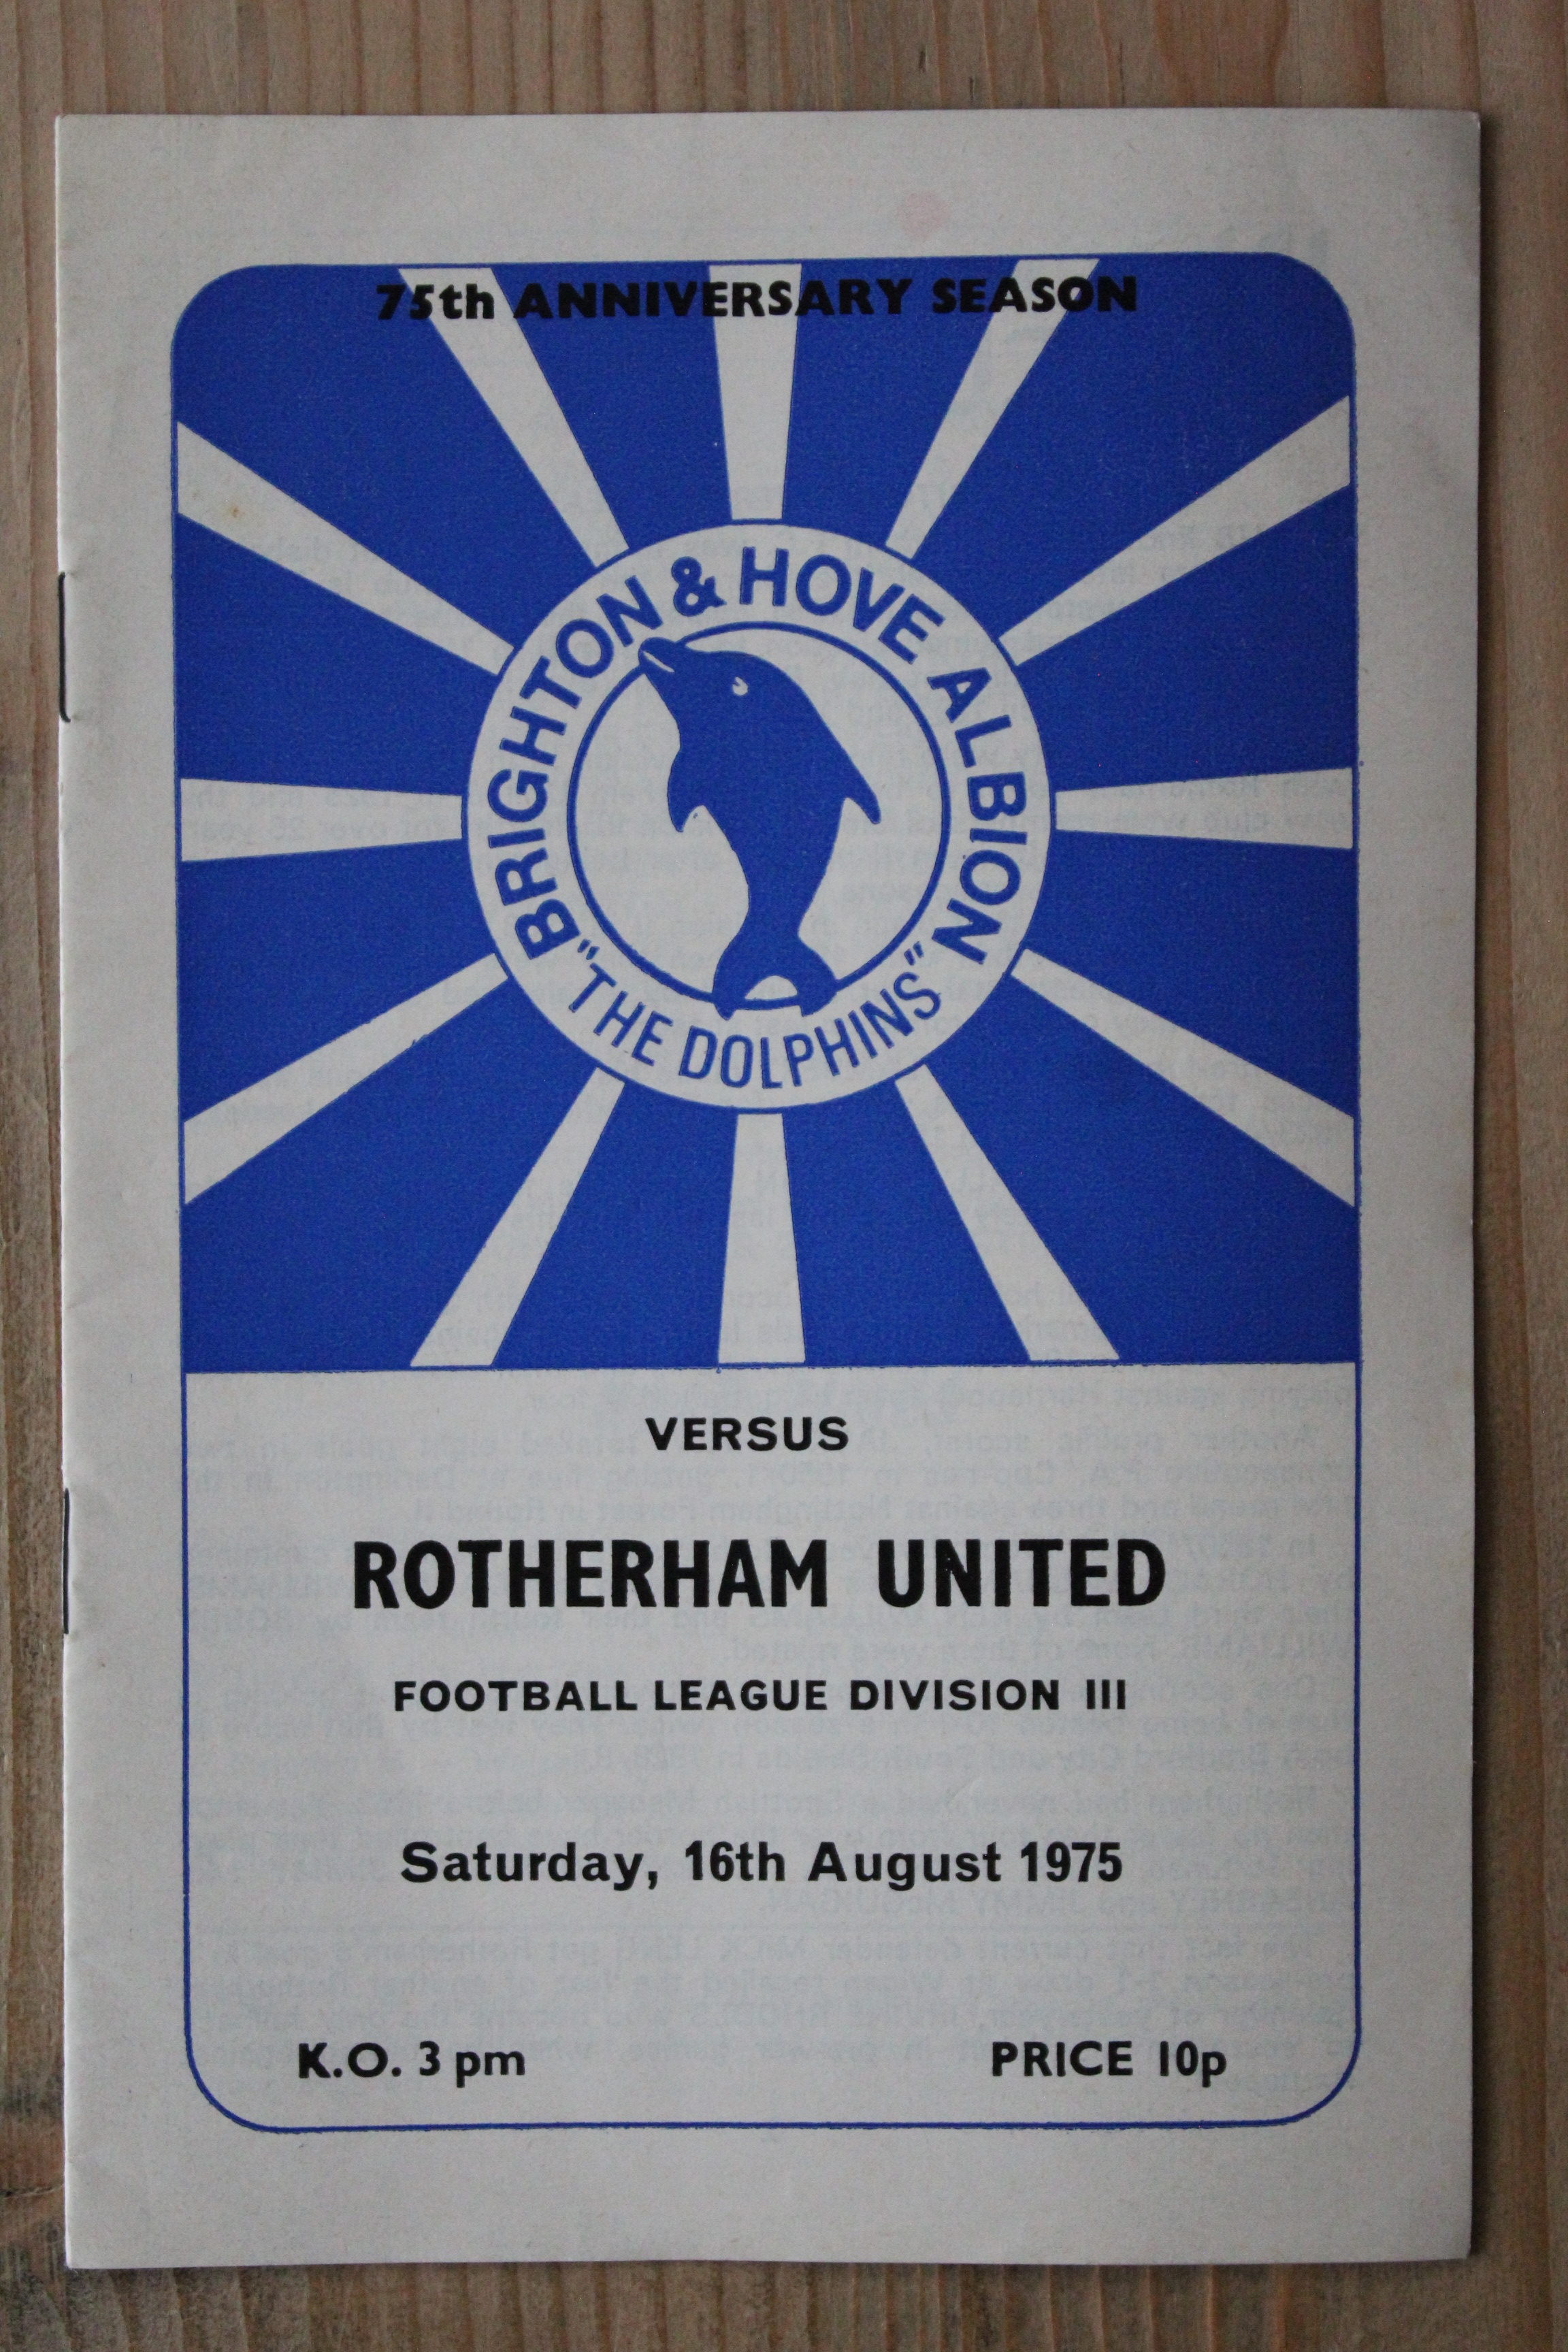 75th ANNIVERSARY SEASON
BRIGHTON & HOVE ALBION
"THE DOLPHINS"
VERSUS
ROTHERHAM UNITED
FOOTBALL LEAGUE DIVISION III
Saturday, 16th August 1975
K.O. 3 pm
PRICE 10p